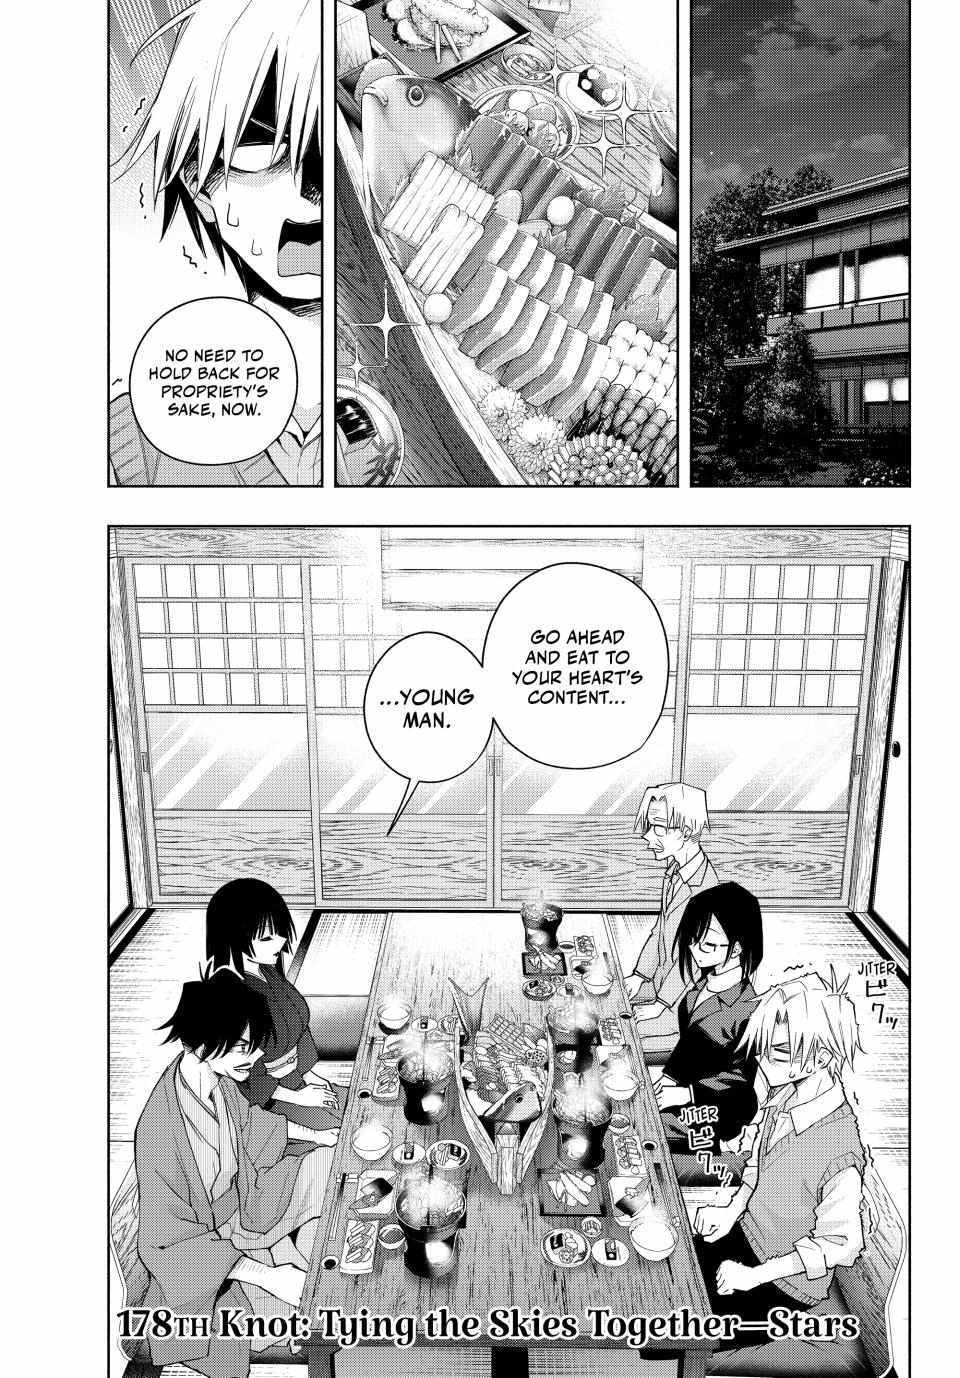 NO NEED TO
HOLD BACK FOR
PROPRIETY'S
SAKE, NOW.
GO AHEAD
AND EAT TO
YOUR HEART'S
CONTENT...
...YOUNG
MAN.
JITTER
ビクッ
JITTER
ビクッ
178TH Knot: Tying the Skies Together—Stars